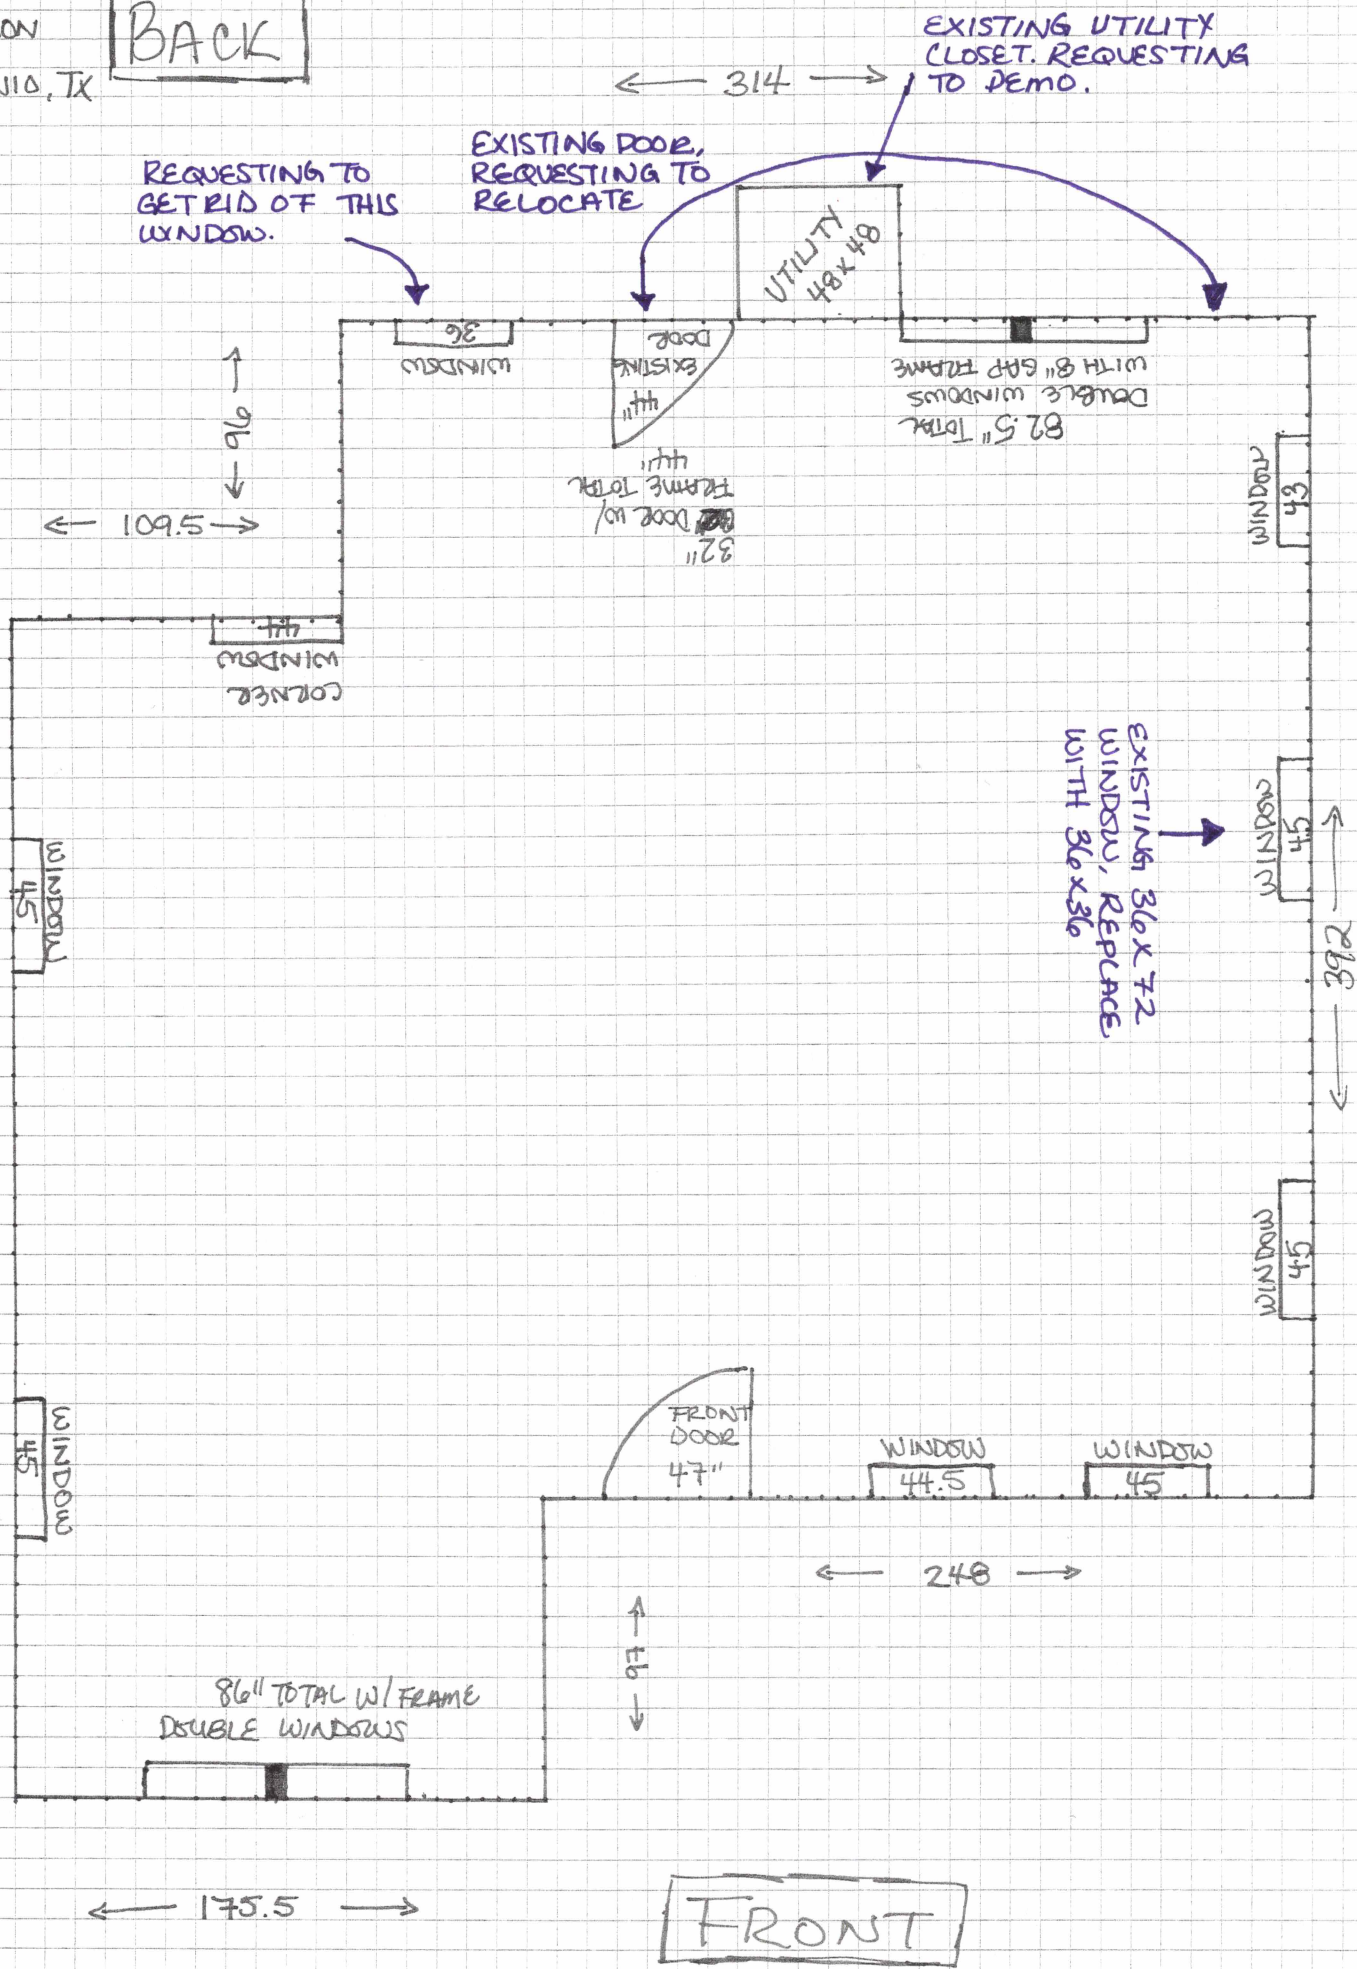 ON
BACK
NIO, TX
EXISTING UTILITY
CLOSET. REQUESTING
TO DEMO.
314
EXISTING DOOR,
REQUESTING TO
RELOCATE
REQUESTING TO
GET RID OF THIS
WINDOW.
UTILITY
48X48
36
WINDOW
EXISTING
DOOR
44"
32"
DOOR W/
FRAME TOTAL
44"
82.5" TOTAL
DOUBLE WINDOWS
WITH 8" GAP FRAME
96
109.5
WINDOW
43
44
CORNER
WINDOW
EXISTING 36X72
WINDOW, REPLACE
WITH 36X36
WINDOW
45
WINDOW
45
392
WINDOW
45
WINDOW
45
FRONT
DOOR
47"
WINDOW
44.5
WINDOW
45
248
97
86" TOTAL W/FRAME
DOUBLE WINDOWS
175.5
FRONT